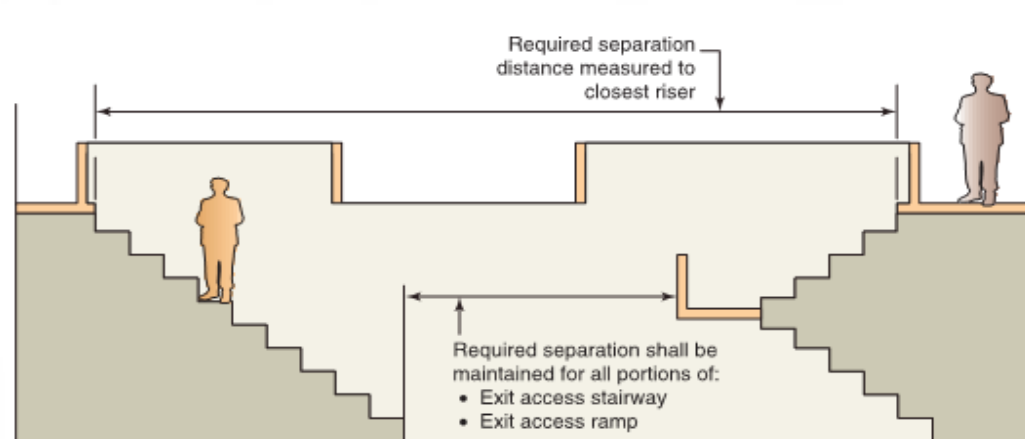 Required separation
distance measured to
closest riser
Required separation shall be
maintained for all portions of:
• Exit access stairway
• Exit access ramp